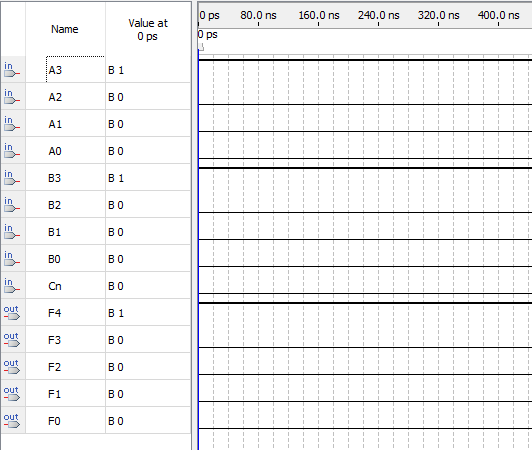 Name Value at 0 ps 0 ps 80.0 ns 160.0 ns 240.0 ns 320.0 ns 400.0 ns
0 ps
in A3 B 1
in A2 B 0
in A1 B 0
in A0 B 0
in B3 B 1
in B2 B 0
in B1 B 0
in B0 B 0
in Cn B 0
out F4 B 1
out F3 B 0
out F2 B 0
out F1 B 0
out F0 B 0